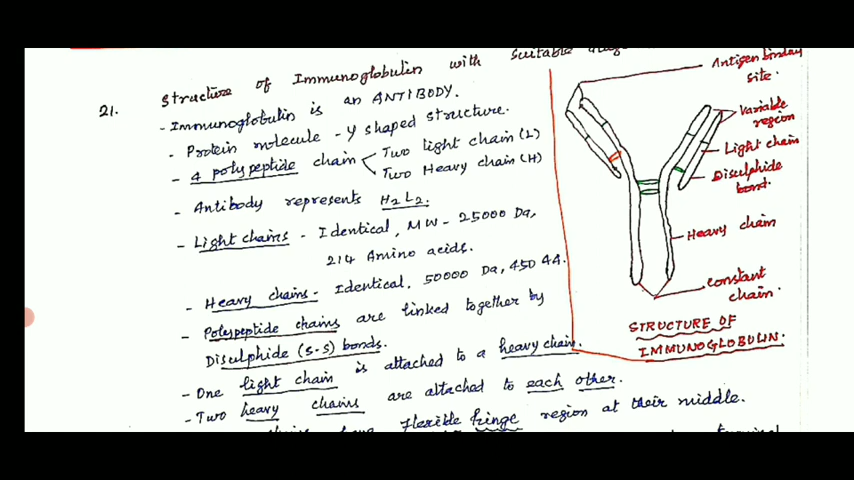 21. Structure of Immunoglobulin with suitable
- Immunoglobulin is an ANTIBODY.
- Protein molecule - Y shaped structure.
- 4 polypeptide chain Two light chain (L)
Two Heavy chain (H)
- Antibody represents H2 L2.
- Light chains - Identical, MW - 25000 Da,
214 Amino acids.
- Heavy chains - Identical, 50000 Da, 450 AA.
- Polypeptide chains are linked together by
Disulphide (S-S) bonds.
- One light chain is attached to a heavy chain.
- Two heavy chains are attached to each other.
flexible hinge region at their middle.
Antigen binding
site.
Variable
region
Light chain
Disulphide
bond.
Heavy chain
constant
chain.
STRUCTURE OF
IMMUNOGLOBULIN.